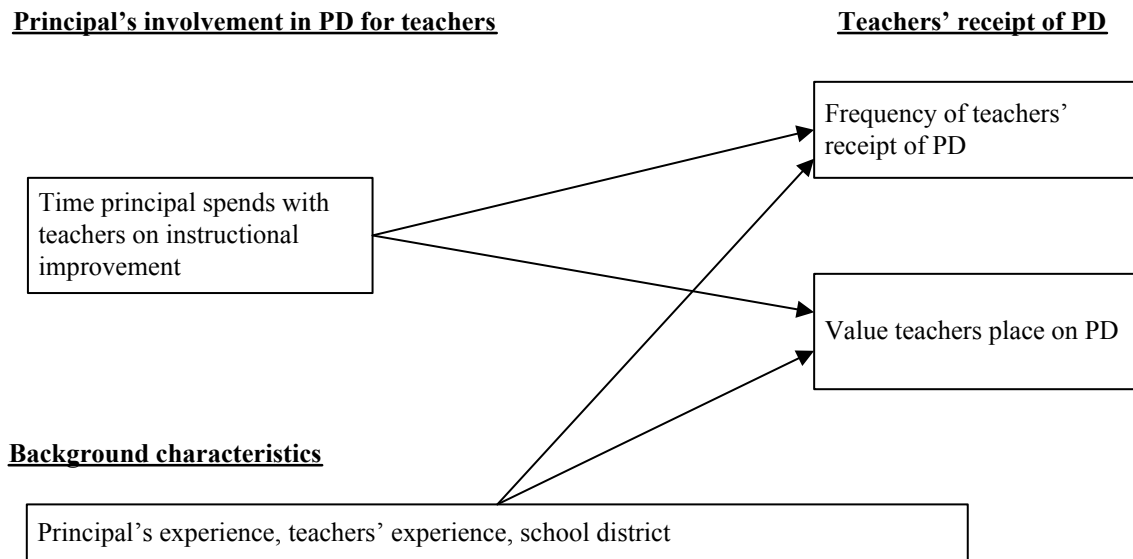 Principal’s involvement in PD for teachers
Teachers’ receipt of PD
Frequency of teachers’
receipt of PD
Time principal spends with
teachers on instructional
improvement
Value teachers place on PD
Background characteristics
Principal’s experience, teachers’ experience, school district